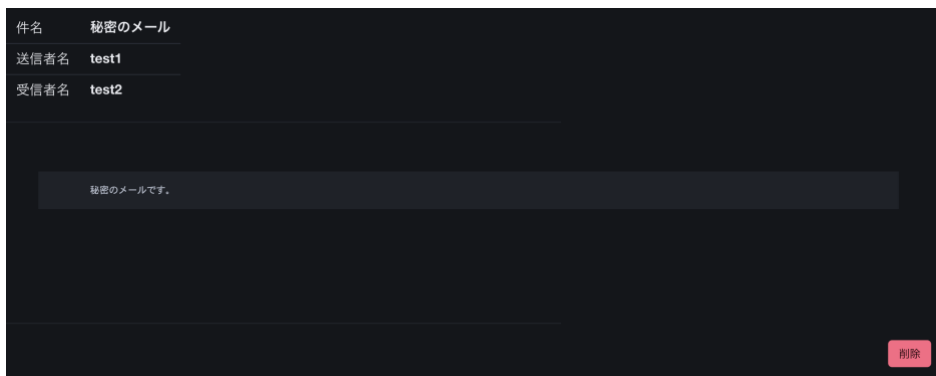 件名 秘密のメール
送信者名 test1
受信者名 test2
秘密のメールです。
削除